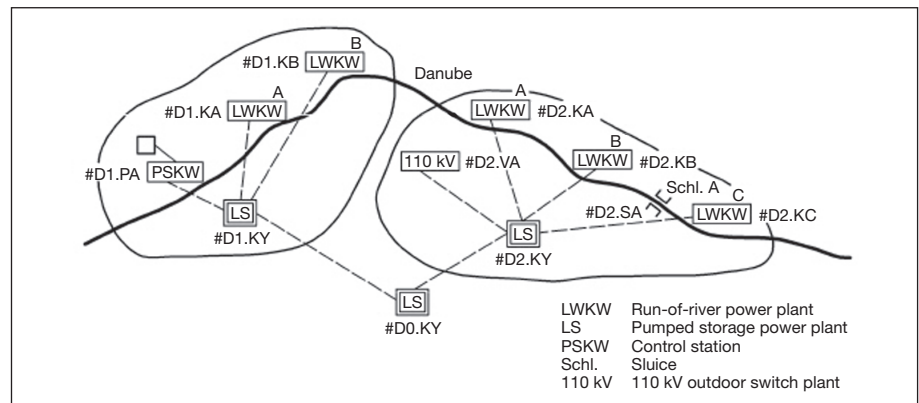 B
#D1.KB LWKW
Danube
A
#D1.KA LWKW
A
LWKW #D2.KA
B
110 kV #D2.VA
LWKW #D2.KB
#D1.PA PSKW
Schl. A
C
#D2.SA
LWKW #D2.KC
LS
#D1.KY
LS
#D2.KY
LS
#D0.KY
LWKW Run-of-river power plant
LS Pumped storage power plant
PSKW Control station
Schl. Sluice
110 kV 110 kV outdoor switch plant